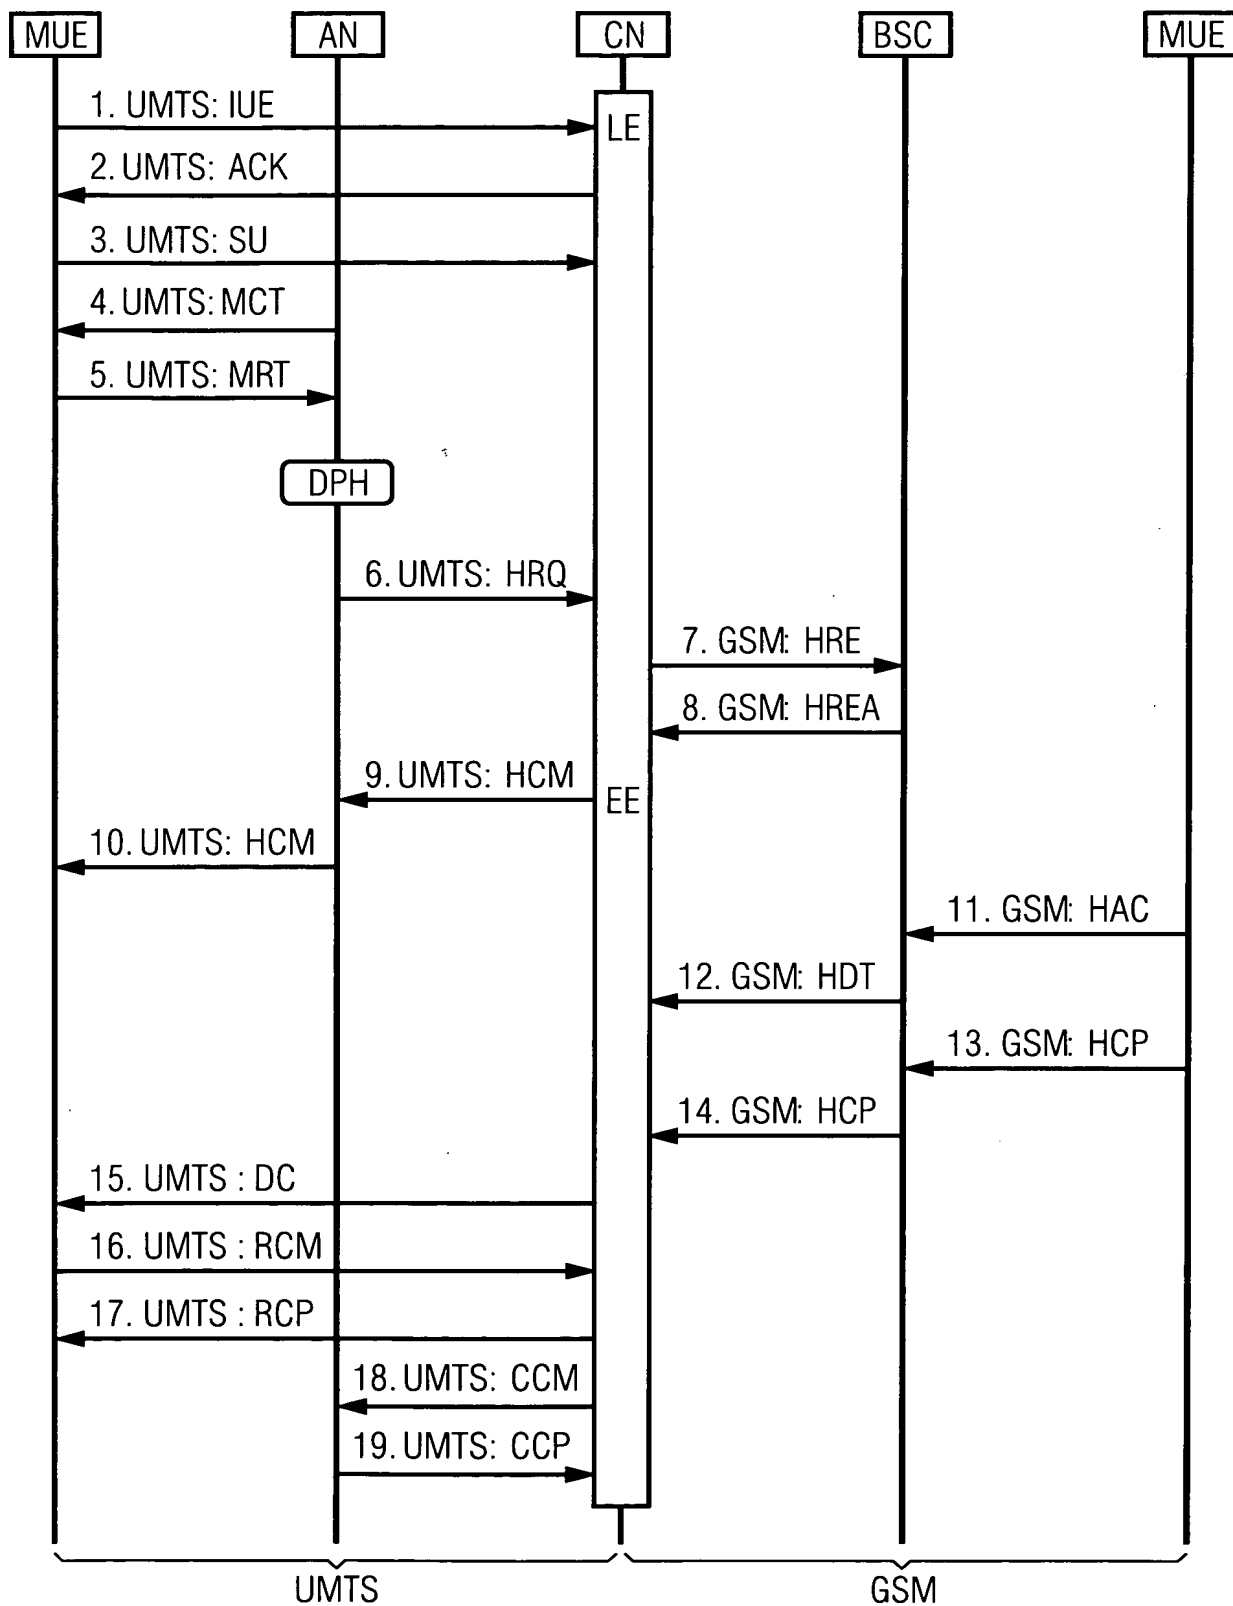 MUE AN CN BSC MUE
1. UMTS: IUE
LE
2. UMTS: ACK
3. UMTS: SU
4. UMTS: MCT
5. UMTS: MRT
DPH
6. UMTS: HRQ
7. GSM: HRE
8. GSM: HREA
9. UMTS: HCM
EE
10. UMTS: HCM
11. GSM: HAC
12. GSM: HDT
13. GSM: HCP
14. GSM: HCP
15. UMTS : DC
16. UMTS : RCM
17. UMTS : RCP
18. UMTS: CCM
19. UMTS: CCP
UMTS GSM